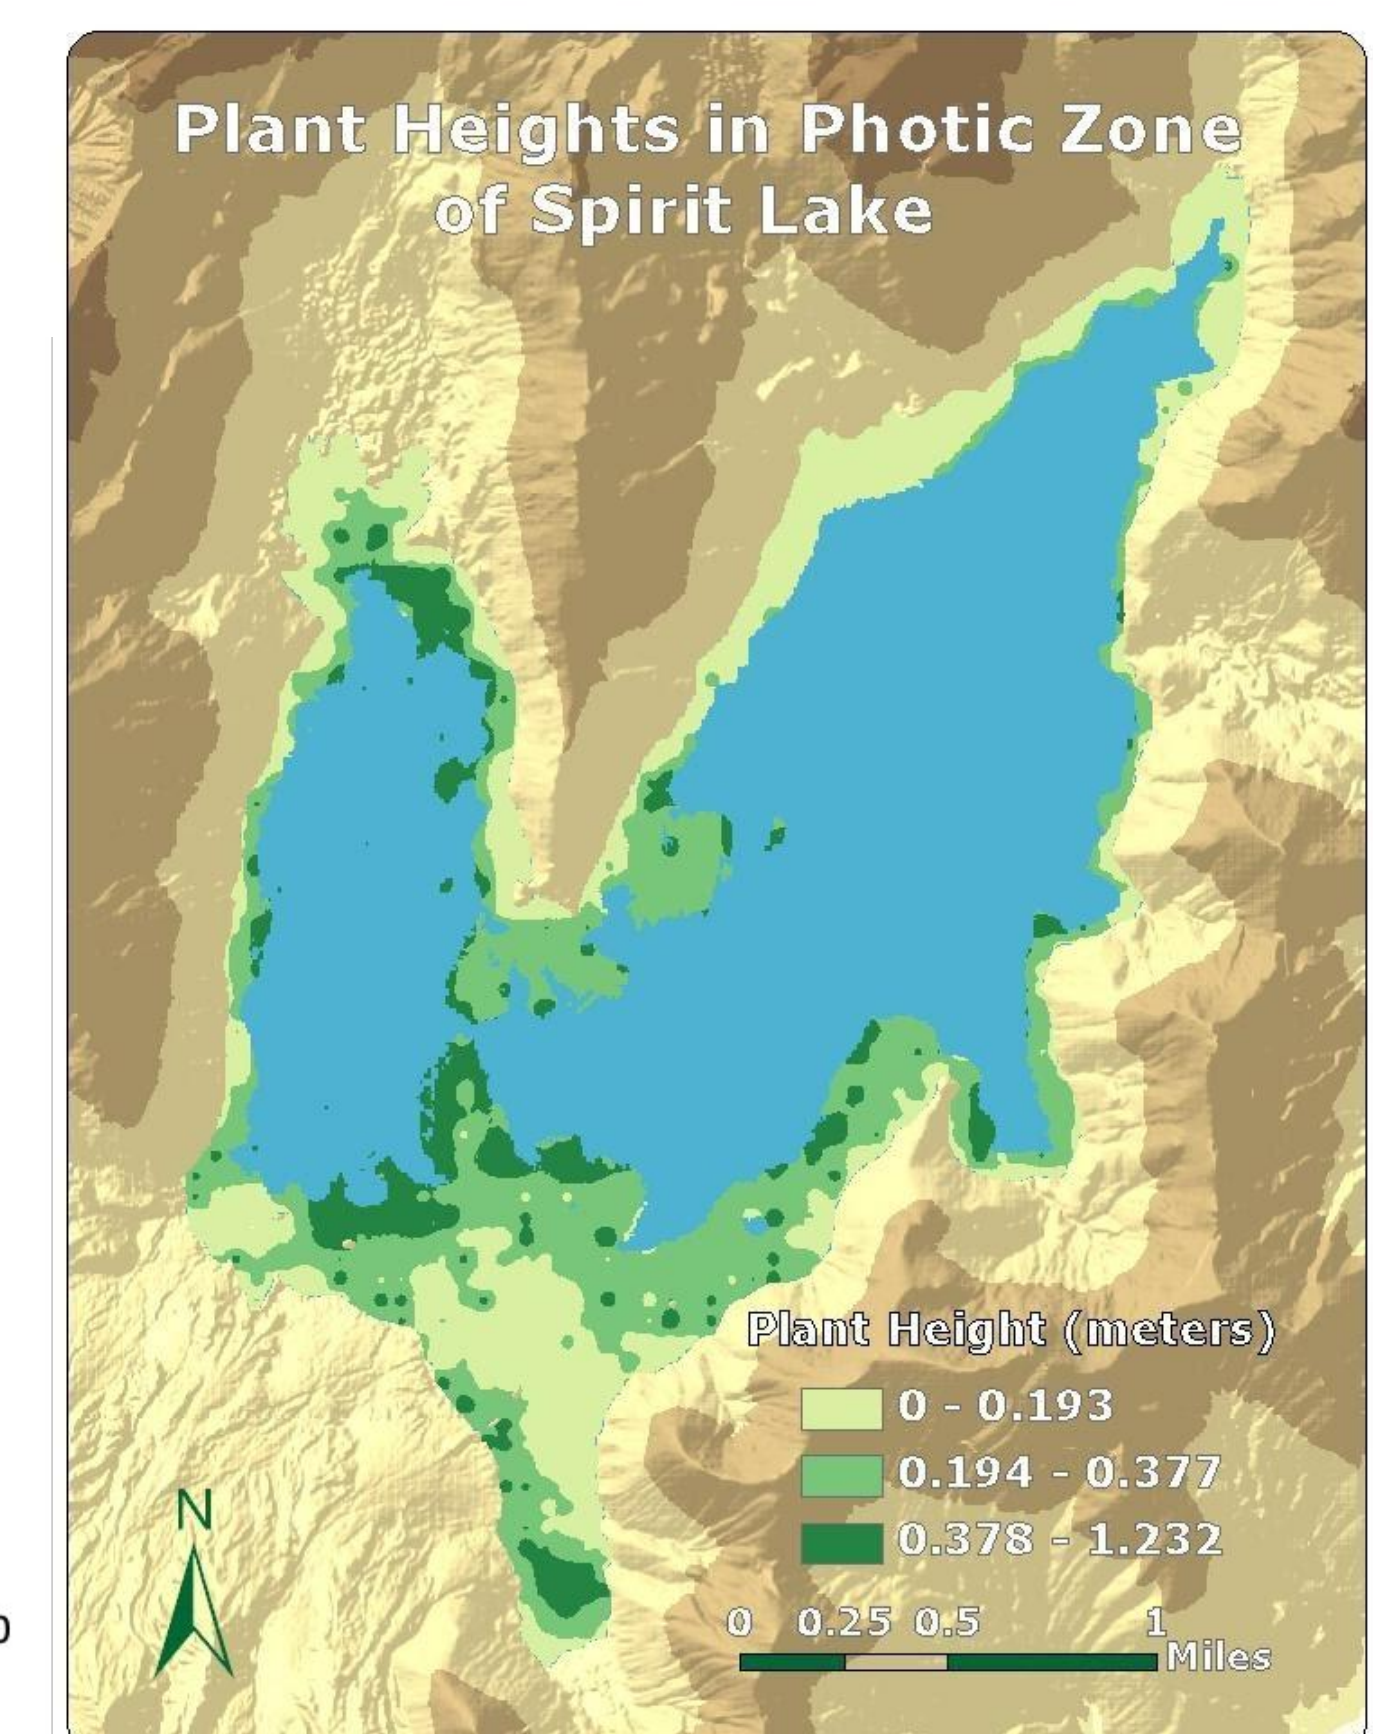 Plant Heights in Photic Zone
of Spirit Lake
Plant Height (meters)
0 - 0.193
0.194 - 0.377
0.378 - 1.232
N
0 0.25 0.5 1
Miles